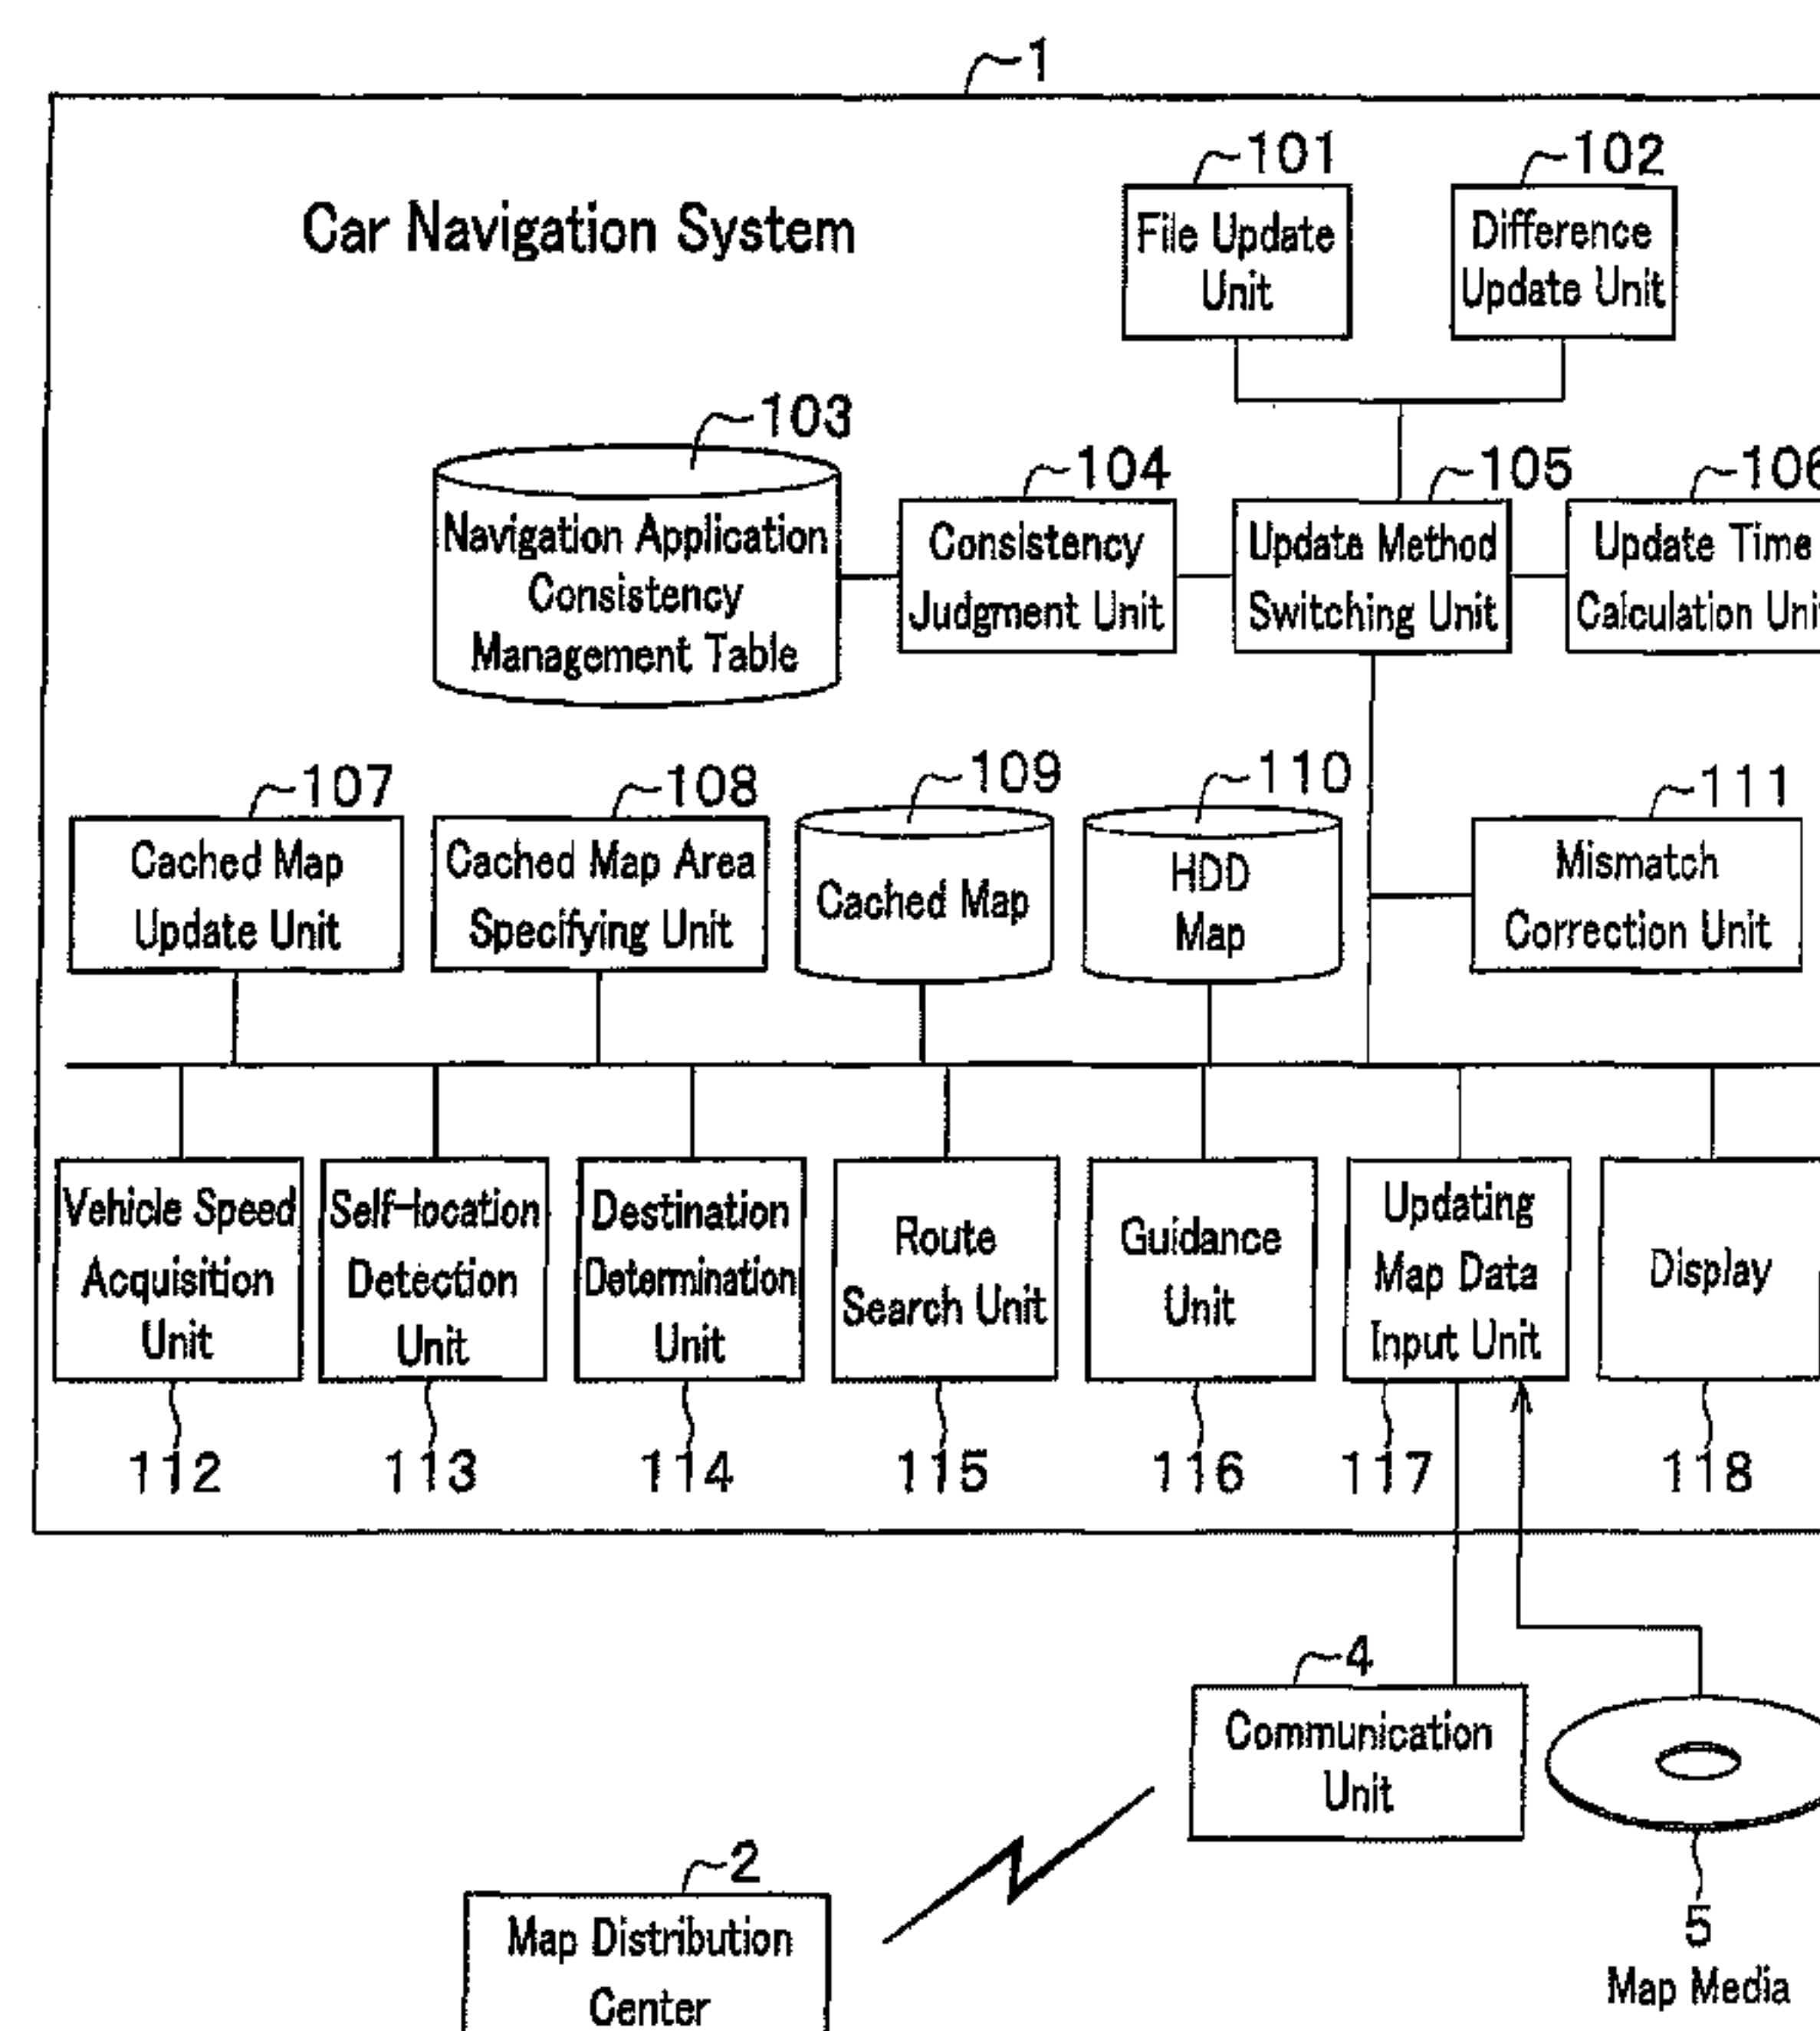 1
101
102
Car Navigation System
File Update
Unit
Difference
Update Unit
103
104
105
106
Navigation Application
Consistency
Management Table
Consistency
Judgment Unit
Update Method
Switching Unit
Update Time
Calculation Unit
107
108
109
110
111
Cached Map
Update Unit
Cached Map Area
Specifying Unit
Cached Map
HDD
Map
Mismatch
Correction Unit
Vehicle Speed
Acquisition
Unit
Self-location
Detection
Unit
Destination
Determination
Unit
Route
Search Unit
Guidance
Unit
Updating
Map Data
Input Unit
Display
112
113
114
115
116
117
118
4
Communication
Unit
2
Map Distribution
Center
5
Map Media